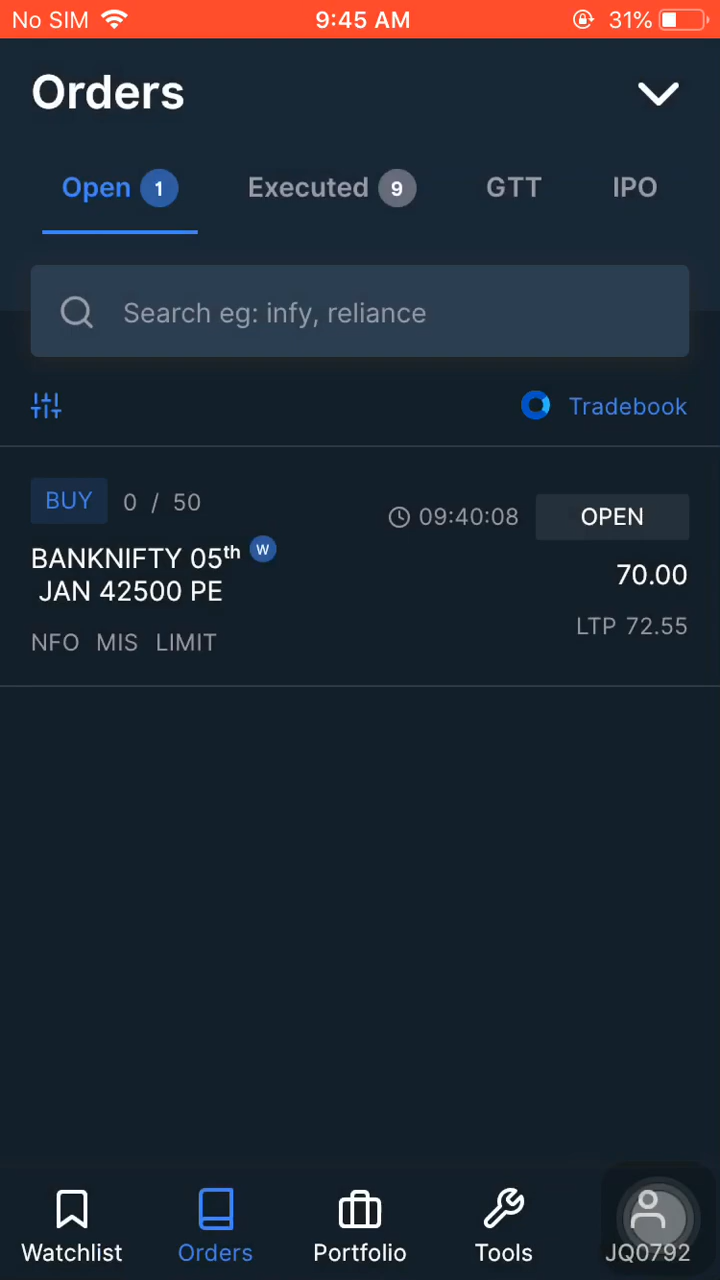 No SIM 9:45 AM 31%
Orders
Open 1 Executed 9 GTT IPO
Search eg: infy, reliance
Tradebook
BUY 0 / 50 09:40:08 OPEN
BANKNIFTY 05th W 70.00
JAN 42500 PE
NFO MIS LIMIT LTP 72.55
Watchlist Orders Portfolio Tools JQ0792